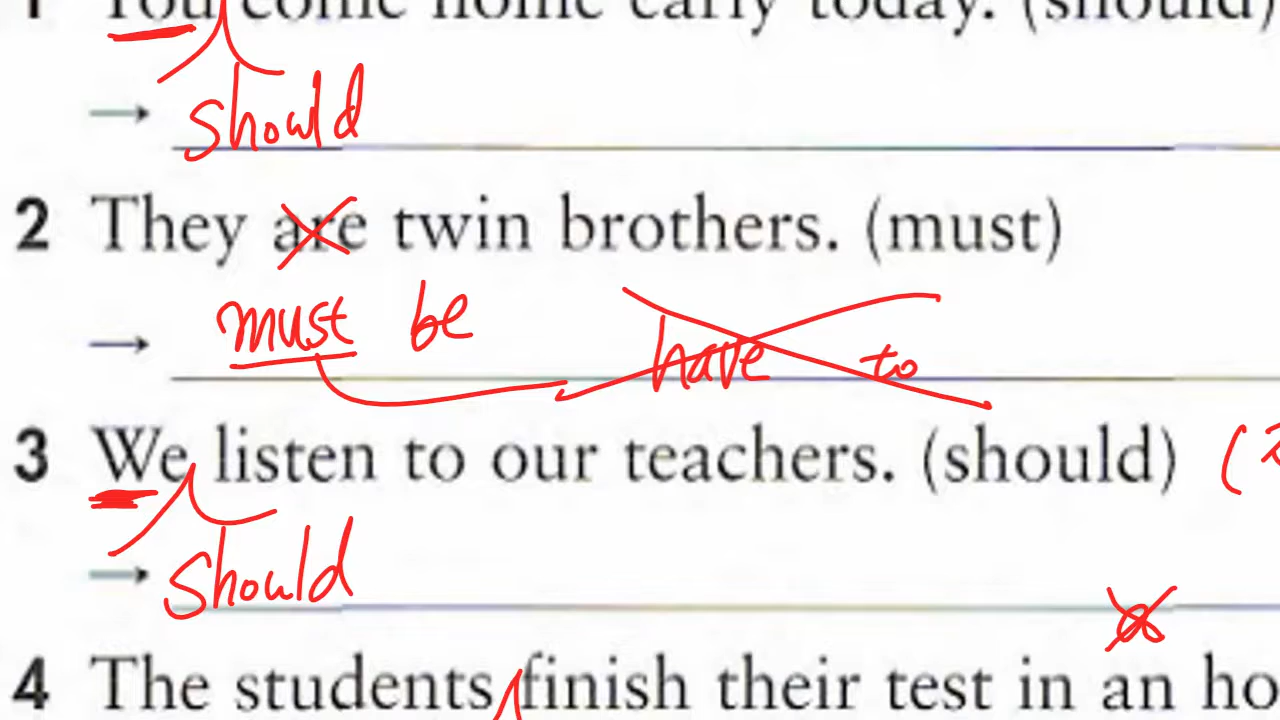 1 You come home early today. (should)
→ should
2 They are twin brothers. (must)
→ must be have to
3 We listen to our teachers. (should) (
→ should
4 The students finish their test in an ho